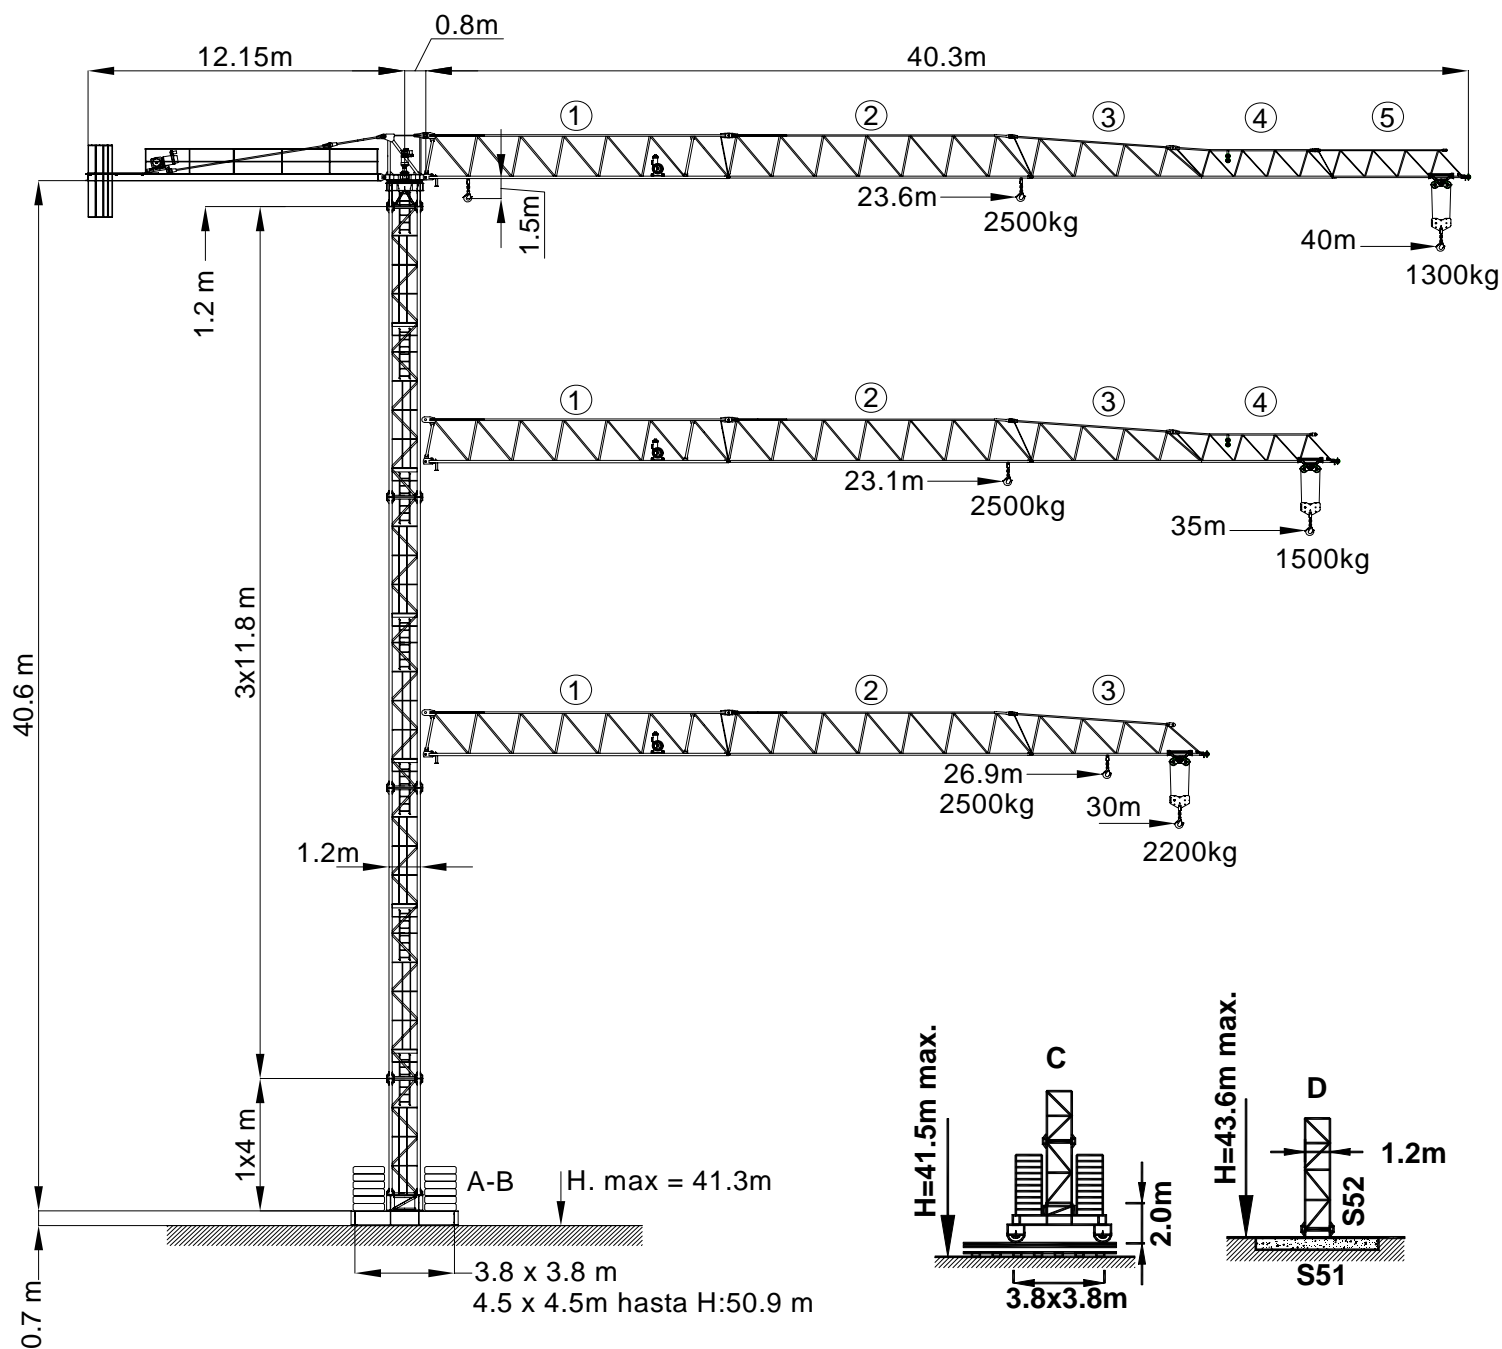 0.8m
12.15m
40.3m
① ② ③ ④ ⑤
23.6m
2500kg
1.5m
40m
1300kg
1.2 m
① ② ③ ④
23.1m
2500kg
35m
1500kg
3x11.8 m
40.6 m
① ② ③
26.9m
2500kg
30m
2200kg
1.2m
1x4 m
A-B
H. max = 41.3m
0.7 m
3.8 x 3.8 m
4.5 x 4.5m hasta H:50.9 m
C
H=41.5m max.
2.0m
3.8x3.8m
D
H=43.6m max.
1.2m
S52
S51